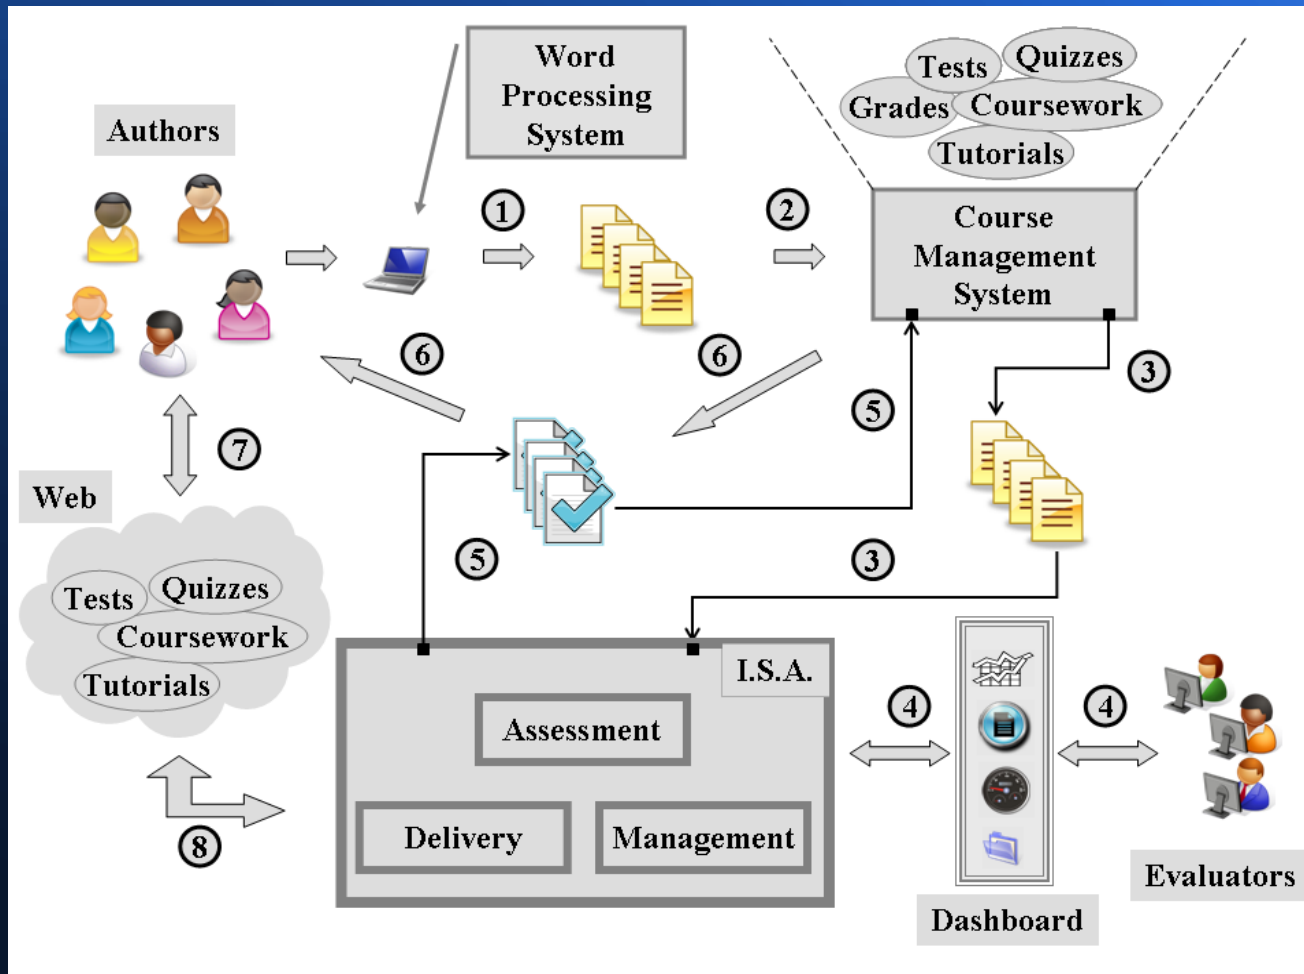 Word
Processing
System
Tests
Quizzes
Grades
Coursework
Tutorials
Authors
1
2
Course
Management
System
6
6
5
3
7
Web
5
3
Tests
Quizzes
Coursework
Tutorials
I.S.A.
Assessment
Delivery
Management
4
4
8
Dashboard
Evaluators